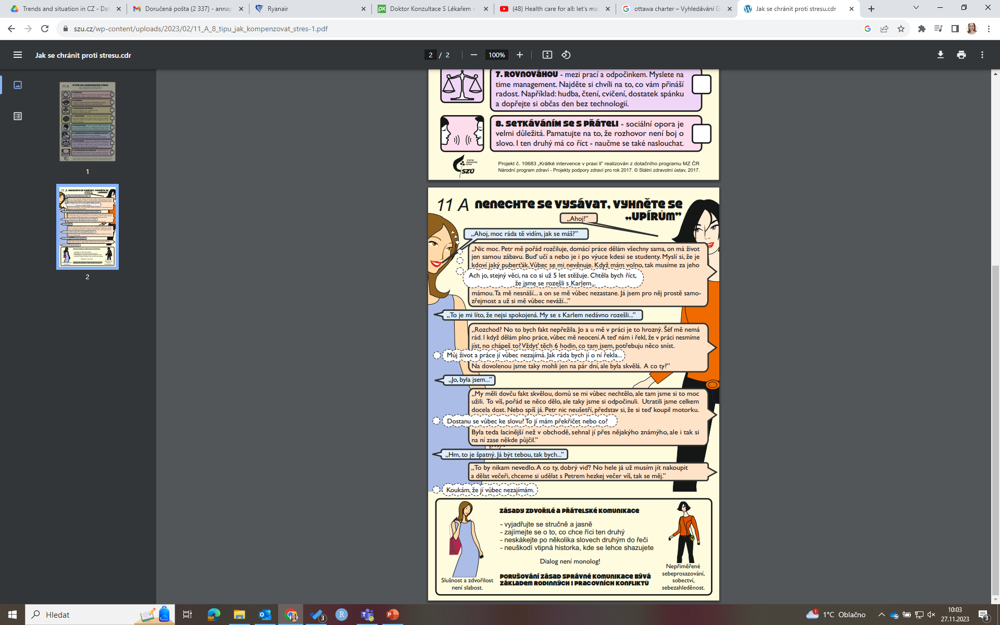 Trends and situation in CZ - Dat
Doručená pošta (2 337) - annap
Ryanair
Doktor Konzultace S Lékařem -
(48) Health care for all: let's ma
ottawa charter – Vyhledávání G
Jak se chránit proti stresu.cdr
szu.cz/wp-content/uploads/2023/02/11_A_8_tipu_jak_kompenzovat_stres-1.pdf
Jak se chránit proti stresu.cdr
2 / 2
100%
1
2
7. ROVNOVÁHOU - mezi prací a odpočinkem. Myslete na
time management. Najděte si chvíli na to, co vám přináší
radost. Například: hudba, čtení, cvičení, dostatek spánku
a dopřejte si občas den bez technologií.
8. SETKÁVÁNÍM SE S PŘÁTELI - sociální opora je
velmi důležitá. Pamatujte na to, že rozhovor není boj o
slovo. I ten druhý má co říct - naučme se také naslouchat.
STÁTNÍ
ZDRAVOTNÍ
ÚSTAV
SZÚ
Projekt č. 10683 „Krátké intervence v praxi II" realizován z dotačního programu MZ ČR
Národní program zdraví - Projekty podpory zdraví pro rok 2017. © Státní zdravotní ústav, 2017.
11 A NENECHTE SE VYSÁVAT, VYHNĚTE SE
„UPÍRŮM"
„Ahoj!"
„Ahoj, moc ráda tě vidím, jak se máš?"
„Nic moc. Petr mě pořád rozčiluje, domácí práce dělám všechny sama, on má život
jen samou zábavu. Buď učí a nebo je i po výuce kdesi se studenty. Myslí si, že je
kdoví jaký puberťák. Vůbec se mi nevěnuje. Když mám volno, tak musíme za jeho
Ach jo, stejný věci, na co si už 5 let stěžuje. Chtěla bych říct,
že jsme se rozešli s Karlem...
mámou. Ta mě nesnáší... a on se mě vůbec nezastane. Já jsem pro něj prostě samo-
zřejmost a už si mě vůbec neváží..."
„To je mi líto, že nejsi spokojená. My se s Karlem nedávno rozešli..."
„Rozchod? No to bych fakt nepřežila. Jo a u mě v práci je to hrozný. Šéf mě nemá
rád. I když dělám plno práce, vůbec mě neocení. A teď nám i řekl, že v práci nesmíme
jíst, no chápeš to? Vždyť těch 6 hodin, co tam jsem, potřebuju něco sníst.
Můj život a práce jí vůbec nezajímá. Jak ráda bych jí o ní řekla...
Na dovolenou jsme taky mohli jen na pár dní, ale byla skvělá. A co ty?"
„Jo, byla jsem..."
„My měli dovču fakt skvělou, domů se mi vůbec nechtělo, ale tam jsme si to moc
užili. To víš, pořád se něco dělo, ale taky jsme si odpočinuli. Utratili jsme celkem
docela dost. Nebo spíš já. Petr nic neušetří, představ si, že si teď koupil motorku.
Dostanu se vůbec ke slovu? To jí mám překřičet nebo co?
Byla teda lacinější než v obchodě, sehnal jí přes nějakýho známýho, ale i tak si
na ní zase někde půjčil."
„Hm, to je špatný. Já být tebou, tak bych..."
„To by nikam nevedlo. A co ty, dobrý viď? No hele já už musím jít nakoupit
a dělat večeři, chceme si udělat s Petrem hezkej večer víš, tak se měj."
Koukám, že jí vůbec nezajímám.
ZÁSADY ZDVOŘILÉ A PŘÁTELSKÉ KOMUNIKACE
- vyjadřujte se stručně a jasně
- zajímejte se o to, co chce říci ten druhý
- neskákejte po několika slovech druhým do řeči
- neuškodí vtipná historka, kde se lehce shazujete
Dialog není monolog!
PORUŠOVÁNÍ ZÁSAD SPRÁVNÉ KOMUNIKACE BÝVÁ
ZÁKLADEM RODINNÝCH I PRACOVNÍCH KONFLIKTŮ
Slušnost a zdvořilost
není slabost.
Nepřiměřené
sebeprosazování,
sobectví,
sebezahleděnost.
Hledat
3
1
1°C Oblačno
10:03
27.11.2023
3